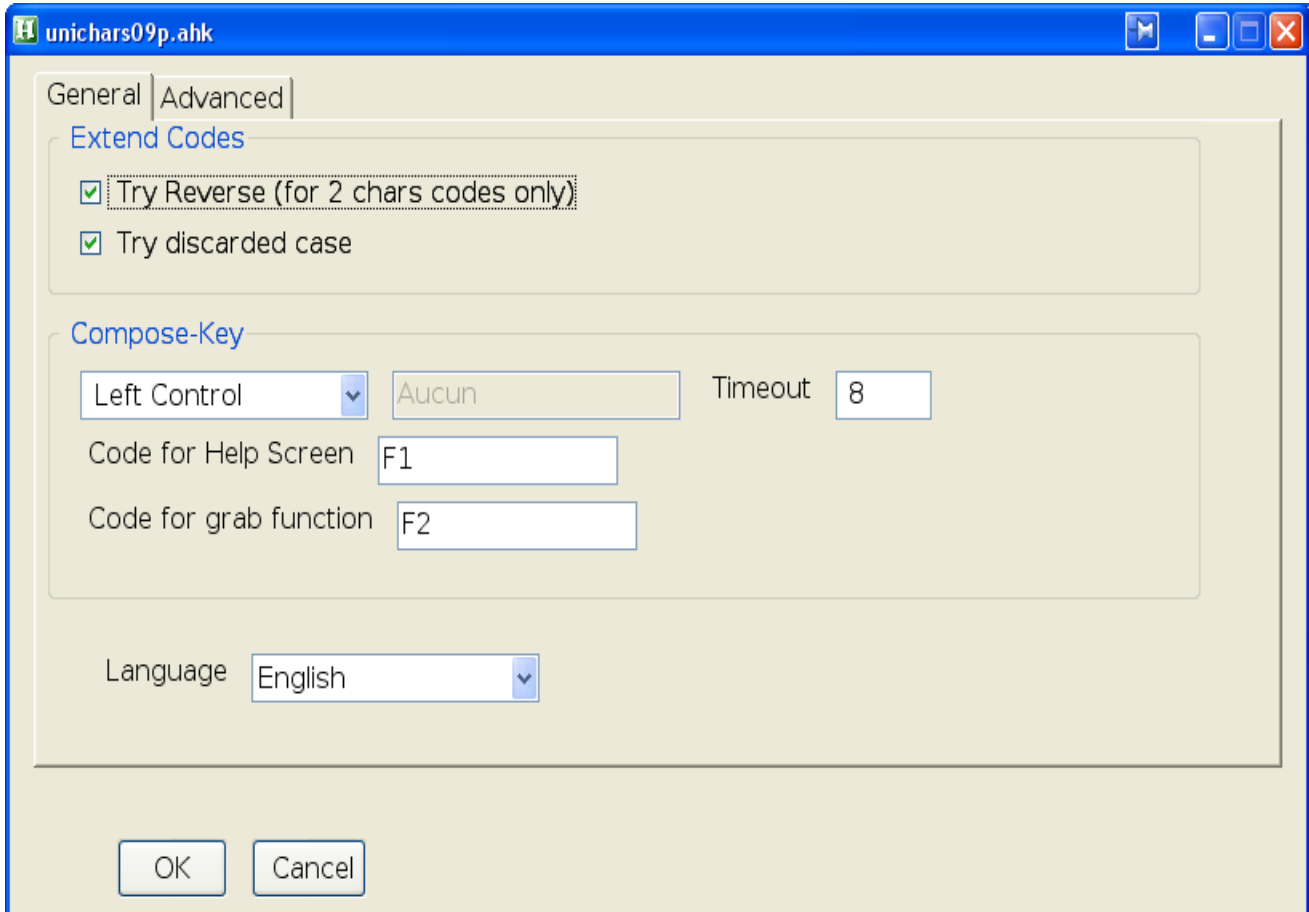 unichars09p.ahk
General Advanced
Extend Codes
Try Reverse (for 2 chars codes only)
Try discarded case
Compose-Key
Left Control Aucun Timeout 8
Code for Help Screen F1
Code for grab function F2
Language English
OK Cancel